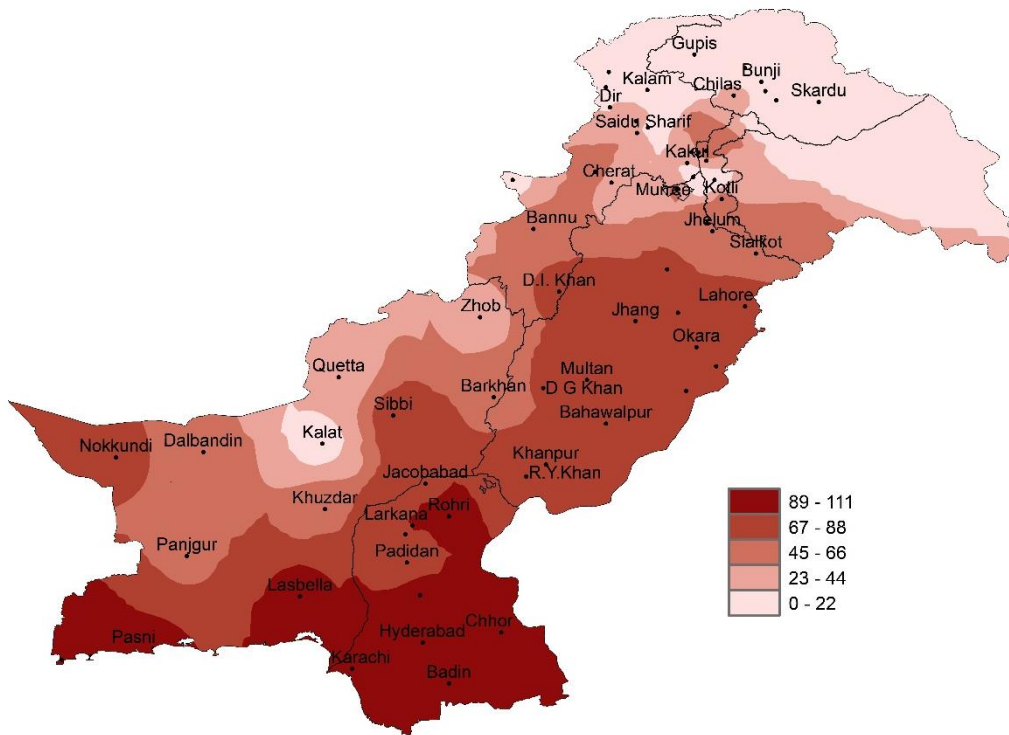 Gupis
Bunji
Kalam
Chilas
Skardu
Dir
Saidu Sharif
Kakul
Cherat
Murree
Kotli
Bannu
Jhelum
Sialkot
D.I. Khan
Zhob
Lahore
Jhang
Okara
Quetta
Multan
Barkhan
D G Khan
Sibbi
Bahawalpur
Kalat
Nokkundi
Dalbandin
Khanpur
Jacobabad
R.Y.Khan
Khuzdar
Rohri
Larkana
Panjgur
Padidan
Lasbella
Pasni
Hyderabad
Chhor
Karachi
Badin
89 - 111
67 - 88
45 - 66
23 - 44
0 - 22